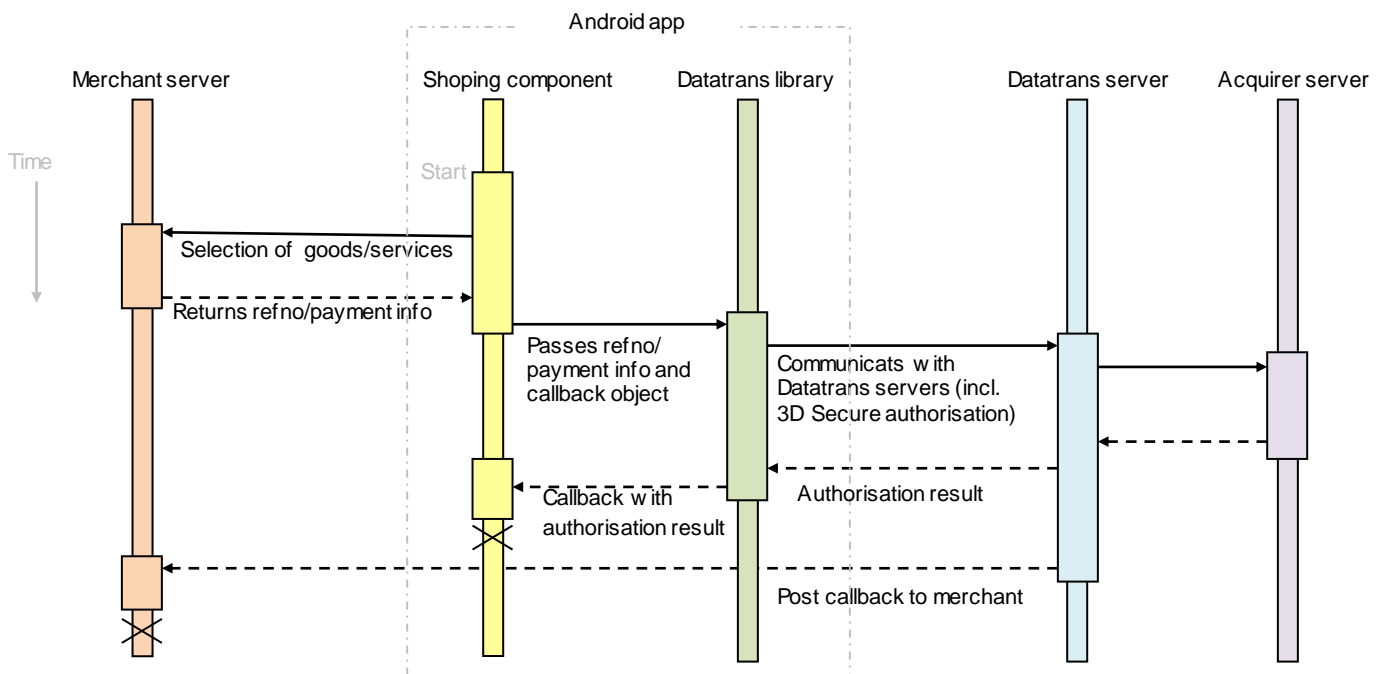 Android app
Merchant server
Shoping component
Datatrans library
Datatrans server
Acquirer server
Time
Start
Selection of goods/services
Returns refno/payment info
Passes refno/
payment info and
callback object
Communicats with
Datatrans servers (incl.
3D Secure authorisation)
Authorisation result
Callback with
authorisation result
Post callback to merchant